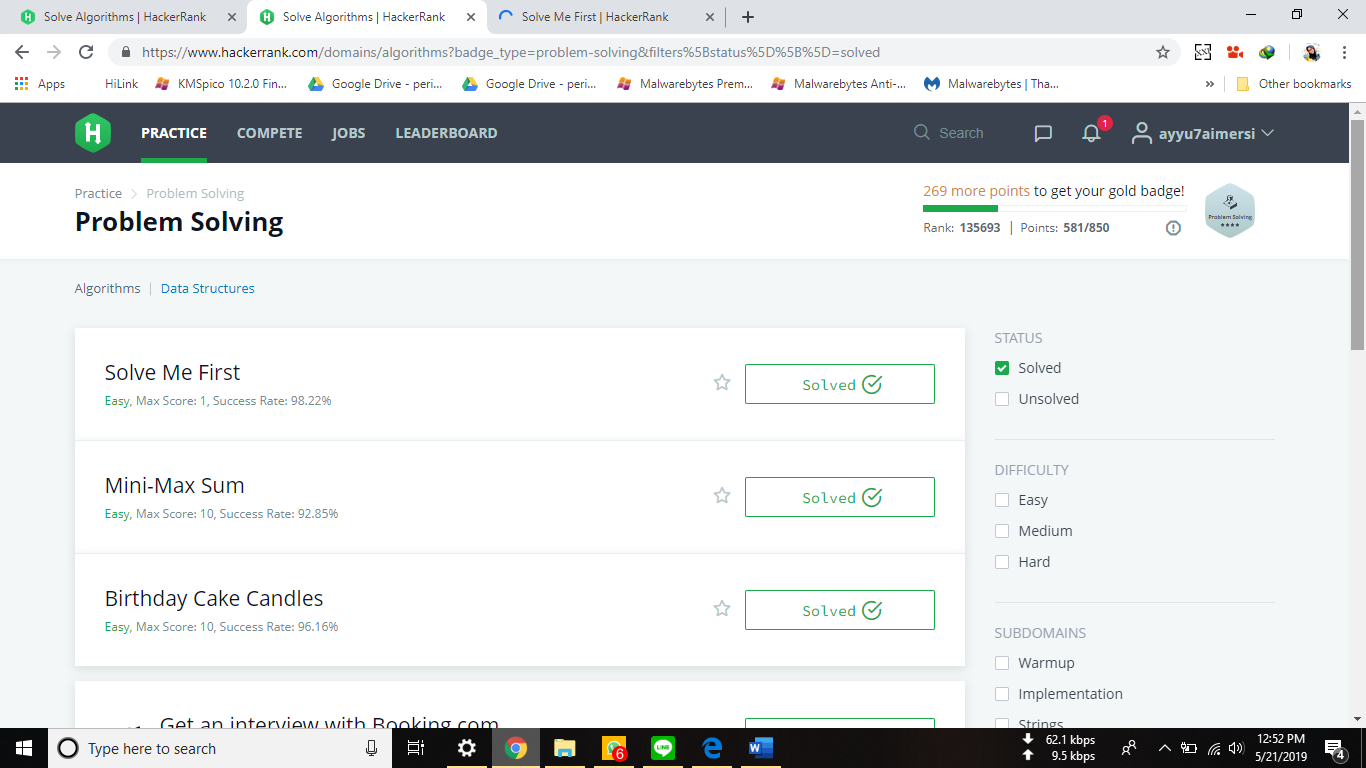 Solve Algorithms | HackerRank
Solve Algorithms | HackerRank
Solve Me First | HackerRank
https://www.hackerrank.com/domains/algorithms?badge_type=problem-solving&filters%5Bstatus%5D%5B%5D=solved
Apps HiLink KMSpico 10.2.0 Fin... Google Drive - peri... Google Drive - peri... Malwarebytes Prem... Malwarebytes Anti-... Malwarebytes | Tha... » Other bookmarks
H PRACTICE COMPETE JOBS LEADERBOARD Search 1 ayyu7aimersi
Practice > Problem Solving
Problem Solving
269 more points to get your gold badge!
Rank: 135693 | Points: 581/850
Problem Solving
Algorithms | Data Structures
Solve Me First
Easy, Max Score: 1, Success Rate: 98.22%
Solved
Mini-Max Sum
Easy, Max Score: 10, Success Rate: 92.85%
Solved
Birthday Cake Candles
Easy, Max Score: 10, Success Rate: 96.16%
Solved
Get an interview with Booking.com
STATUS
Solved
Unsolved
DIFFICULTY
Easy
Medium
Hard
SUBDOMAINS
Warmup
Implementation
Strings
Type here to search
6
LINE
W
62.1 kbps
9.5 kbps
12:52 PM
5/21/2019
4